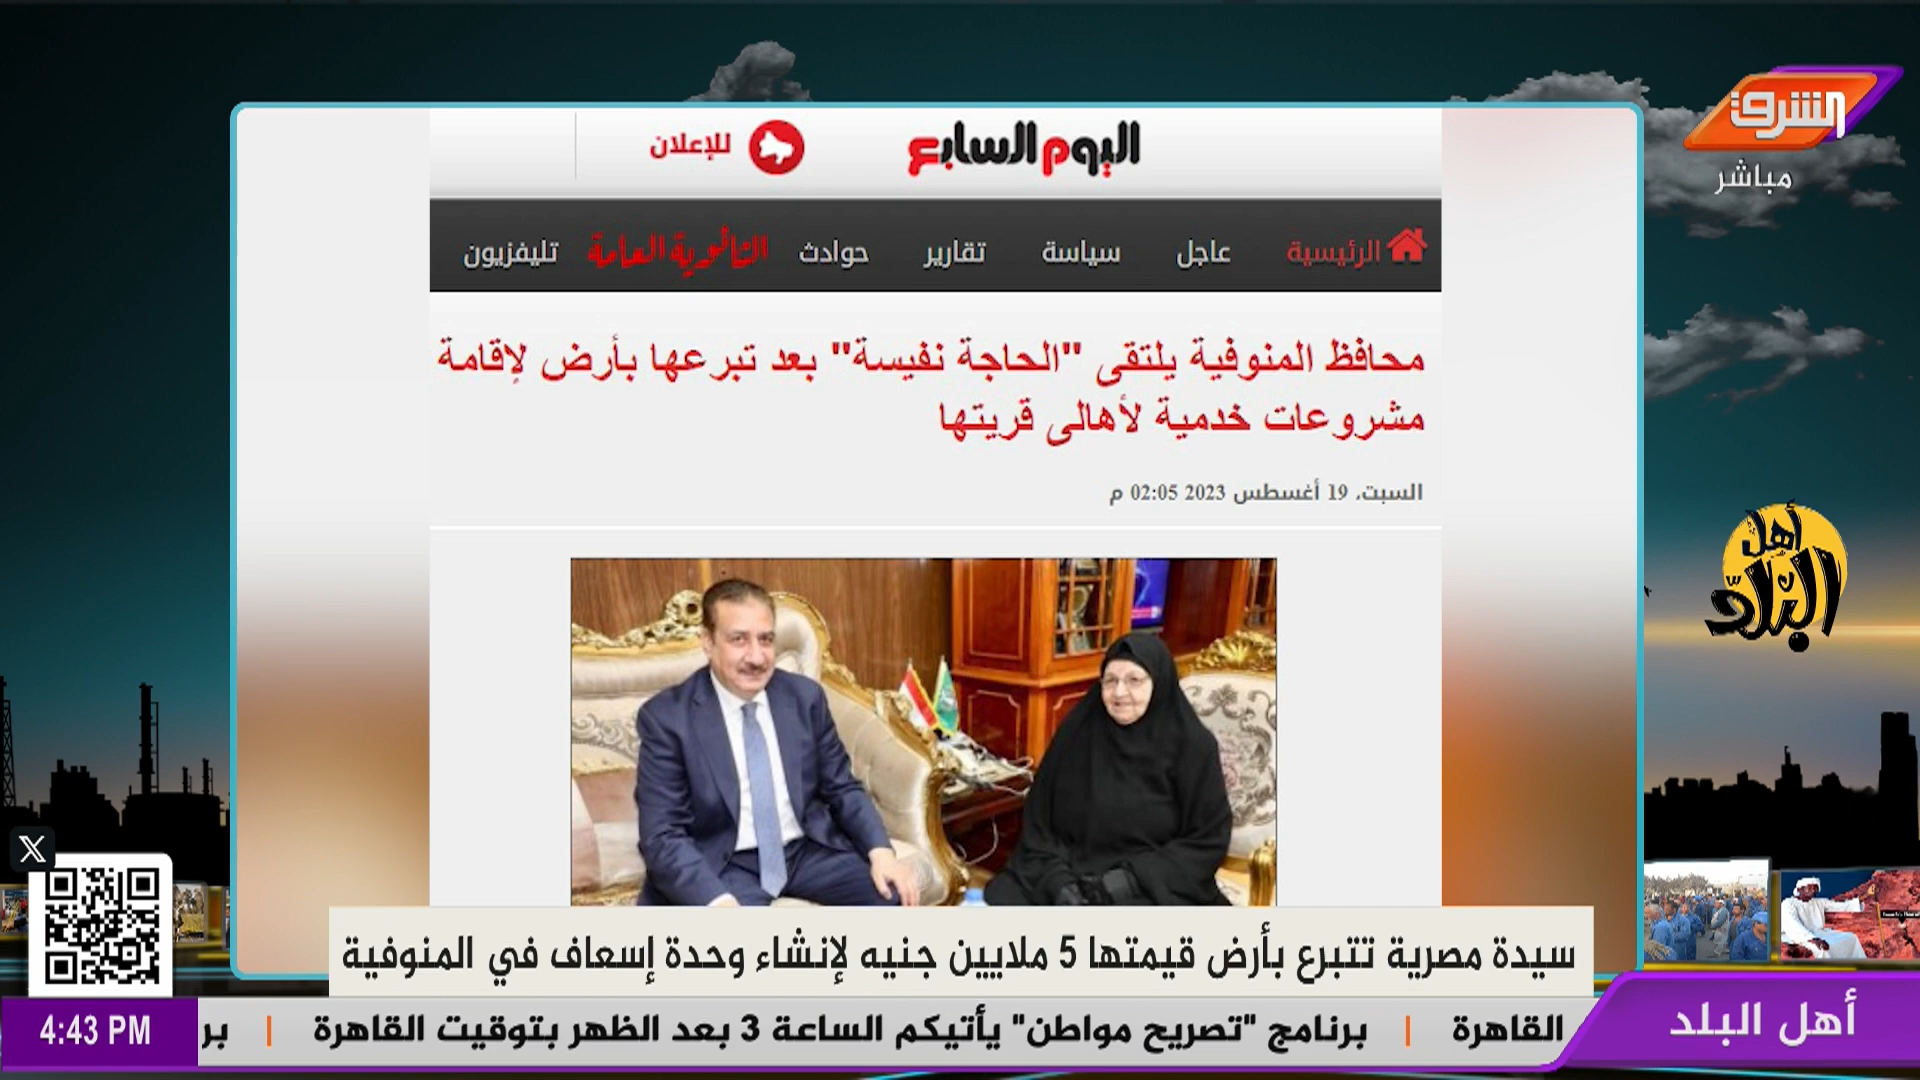 الشرق
مباشر
اليوم السابع
للإعلان
الرئيسية
عاجل
سياسة
تقارير
حوادث
الثانوية العامة
تليفزيون
محافظ المنوفية يلتقى "الحاجة نفيسة" بعد تبرعها بأرض لإقامة
مشروعات خدمية لأهالى قريتها
السبت، 19 أغسطس 2023 02:05 م
أهل
البلد
X
سيدة مصرية تتبرع بأرض قيمتها 5 ملايين جنيه لإنشاء وحدة إسعاف في المنوفية
أهل البلد
القاهرة | برنامج "تصريح مواطن" يأتيكم الساعة 3 بعد الظهر بتوقيت القاهرة | بر
4:43 PM